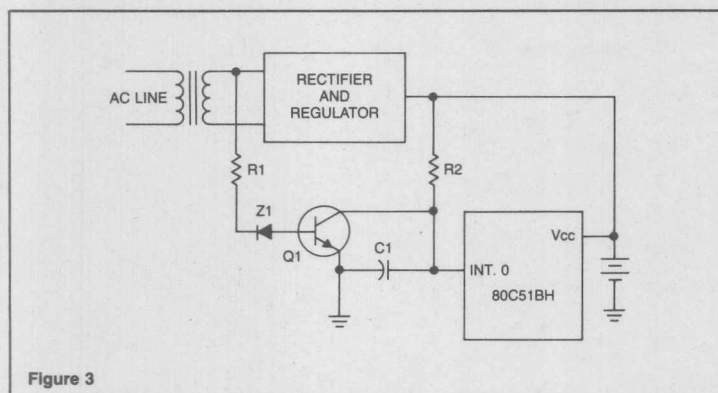 RECTIFIER
AND
REGULATOR
AC LINE
R1
R2
Z1
Q1
C1
Vcc
INT. 0
80C51BH
Figure 3